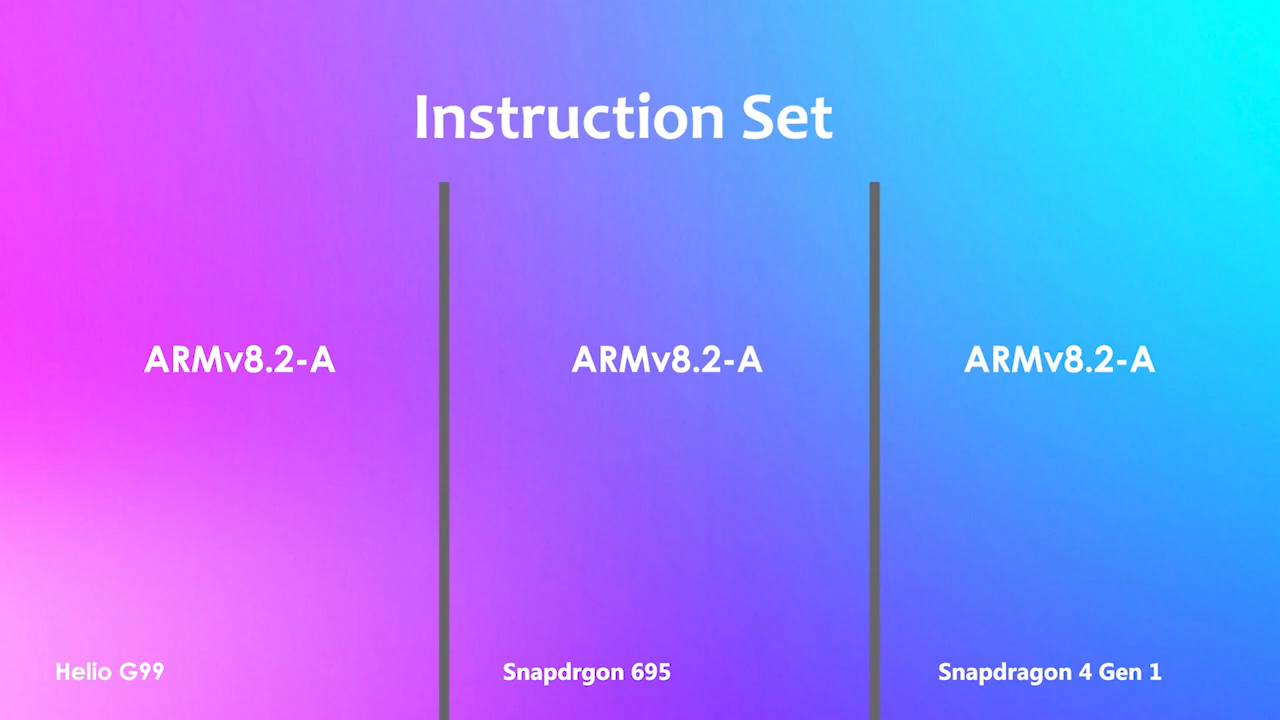 Instruction Set
ARMv8.2-A
ARMv8.2-A
ARMv8.2-A
Helio G99
Snapdrgon 695
Snapdragon 4 Gen 1